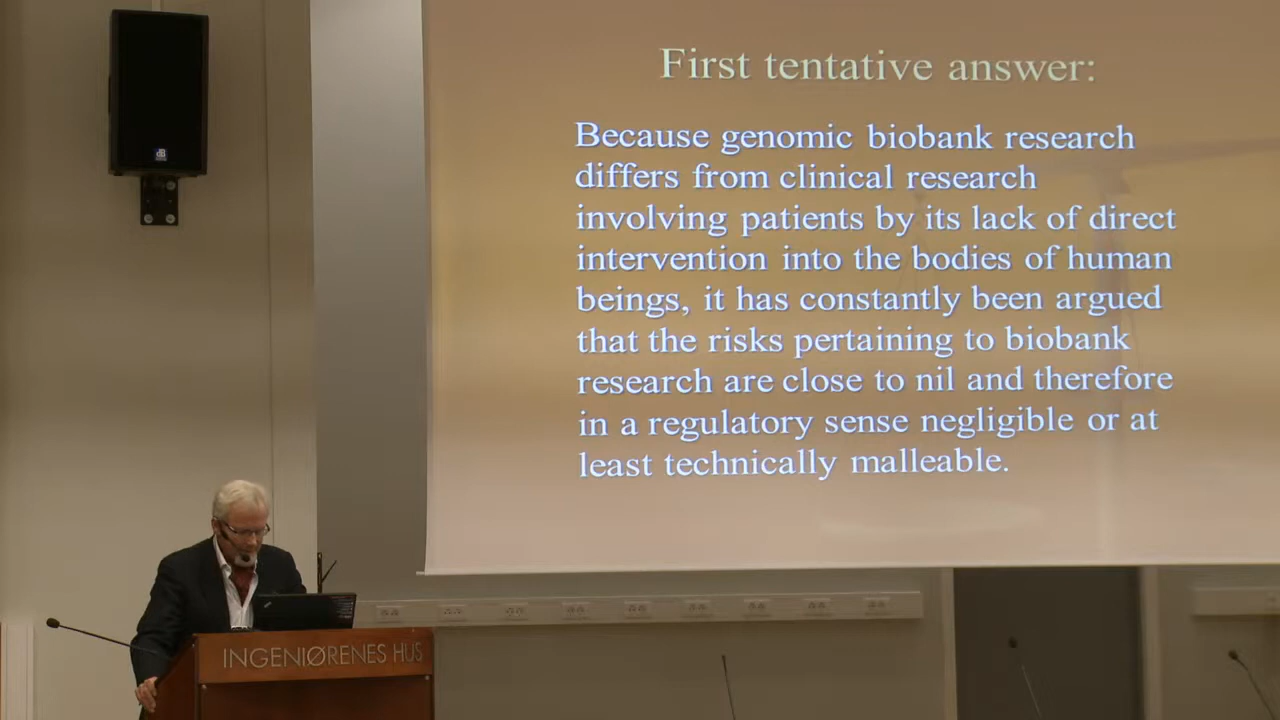 First tentative answer:
Because genomic biobank research
differs from clinical research
involving patients by its lack of direct
intervention into the bodies of human
beings, it has constantly been argued
that the risks pertaining to biobank
research are close to nil and therefore
in a regulatory sense negligible or at
least technically malleable.
INGENIØRENES HUS